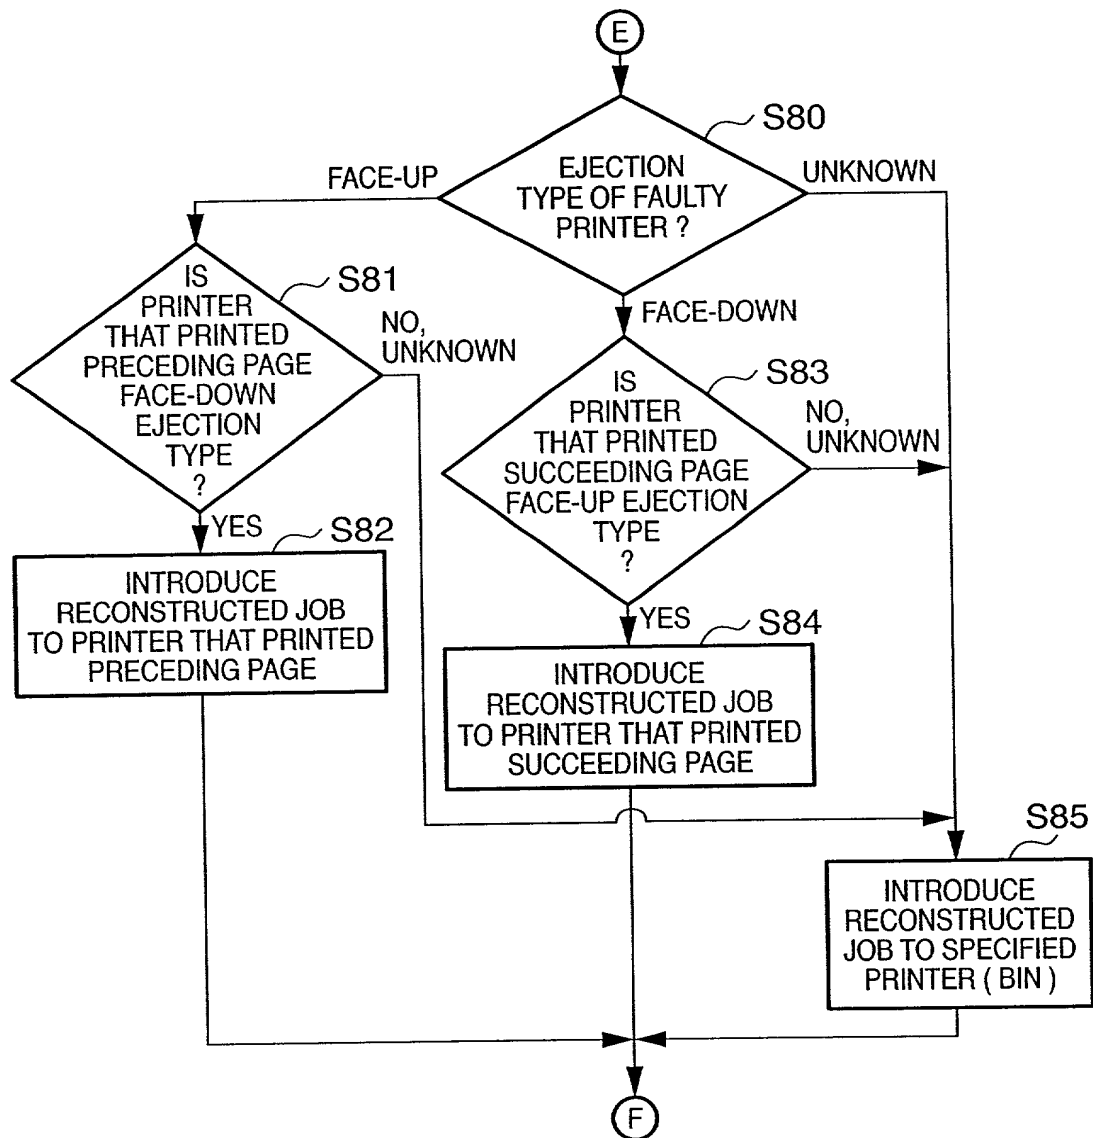 E
S80
EJECTION
TYPE OF FAULTY
PRINTER ?
FACE-UP
UNKNOWN
FACE-DOWN
S81
IS
PRINTER
THAT PRINTED
PRECEDING PAGE
FACE-DOWN
EJECTION
TYPE
?
NO,
UNKNOWN
YES
S83
IS
PRINTER
THAT PRINTED
SUCCEEDING PAGE
FACE-UP EJECTION
TYPE
?
NO,
UNKNOWN
YES
S82
INTRODUCE
RECONSTRUCTED JOB
TO PRINTER THAT PRINTED
PRECEDING PAGE
S84
INTRODUCE
RECONSTRUCTED JOB
TO PRINTER THAT PRINTED
SUCCEEDING PAGE
S85
INTRODUCE
RECONSTRUCTED
JOB TO SPECIFIED
PRINTER ( BIN )
F